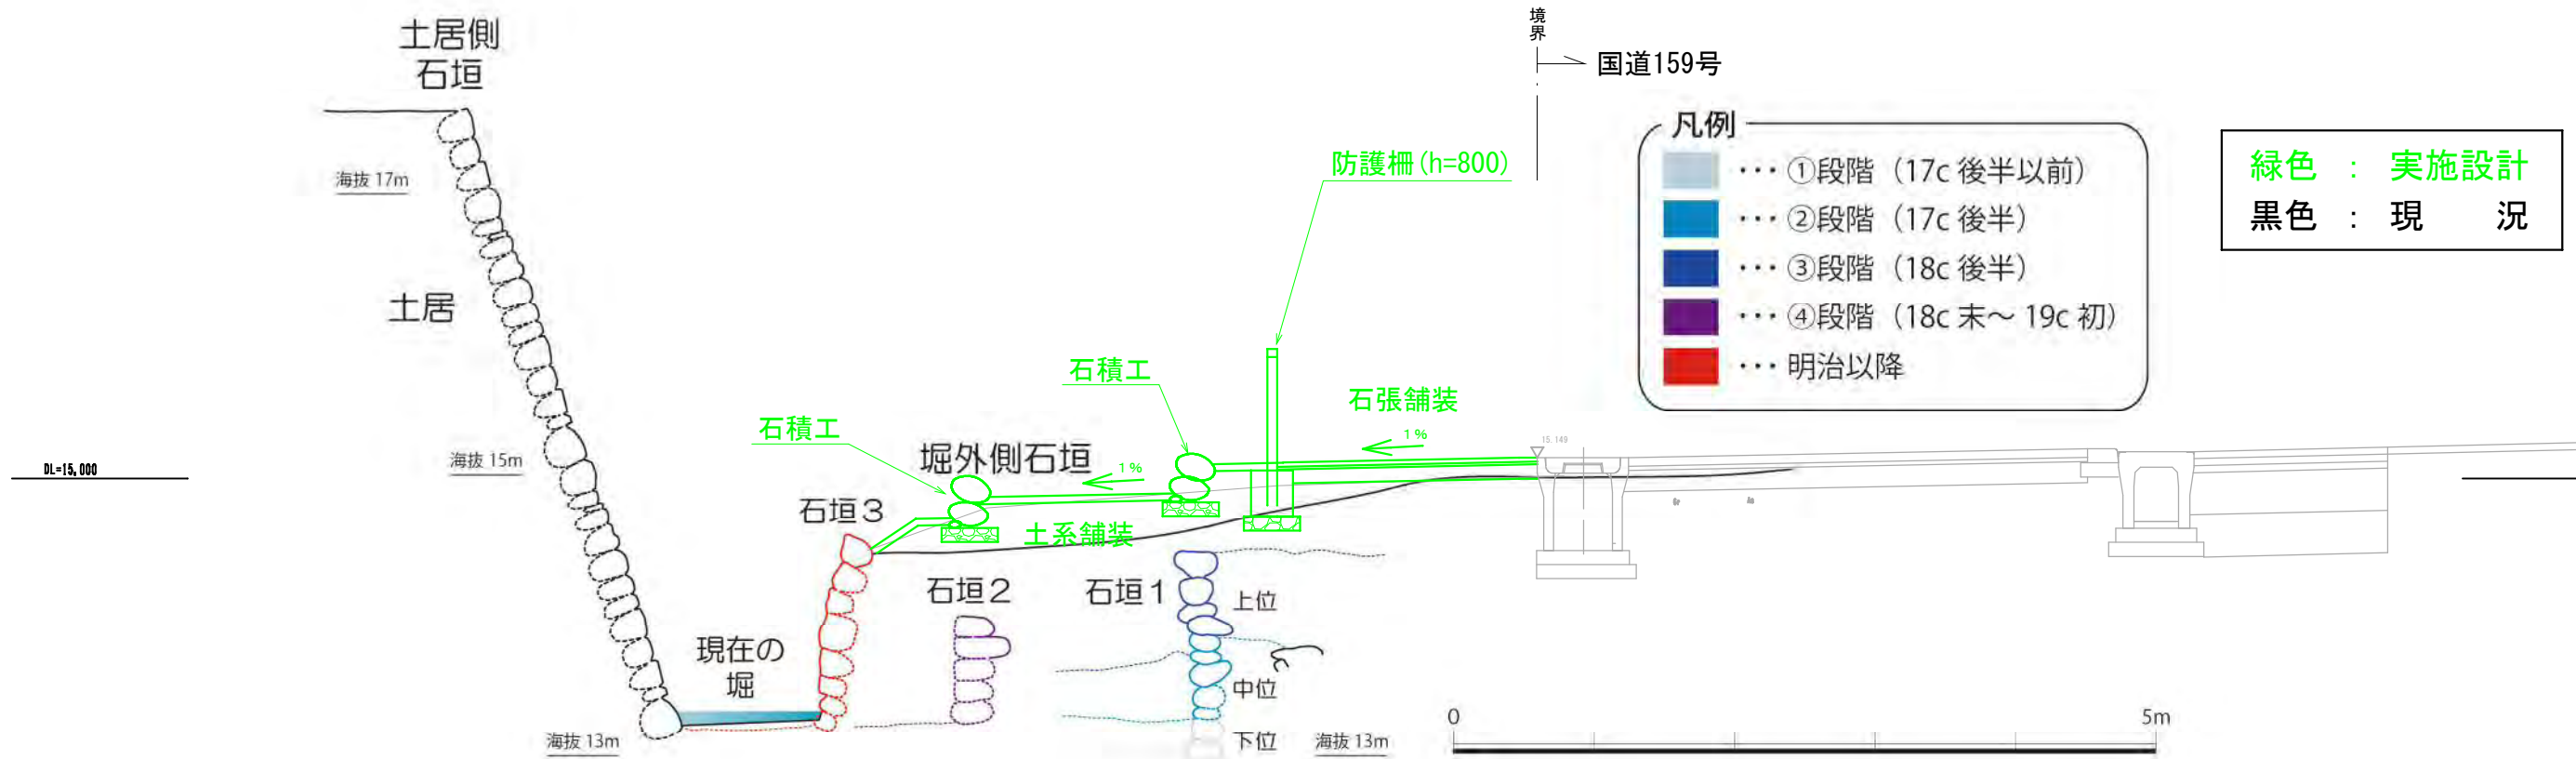 土居側
石垣
境界
国道159号
凡例
… ①段階（17c 後半以前）
… ②段階（17c 後半）
… ③段階（18c 後半）
… ④段階（18c 末～ 19c 初）
… 明治以降
緑色 ： 実施設計
黒色 ： 現　況
海抜 17m
防護柵(h=800)
土居
石積工
石張舗装
1%
石積工
堀外側石垣
1%
15.149
海抜 15m
DL=15,000
石垣３
土系舗装
石垣２
石垣１
上位
現在の
堀
中位
下位
海抜 13m
海抜 13m
0
5m